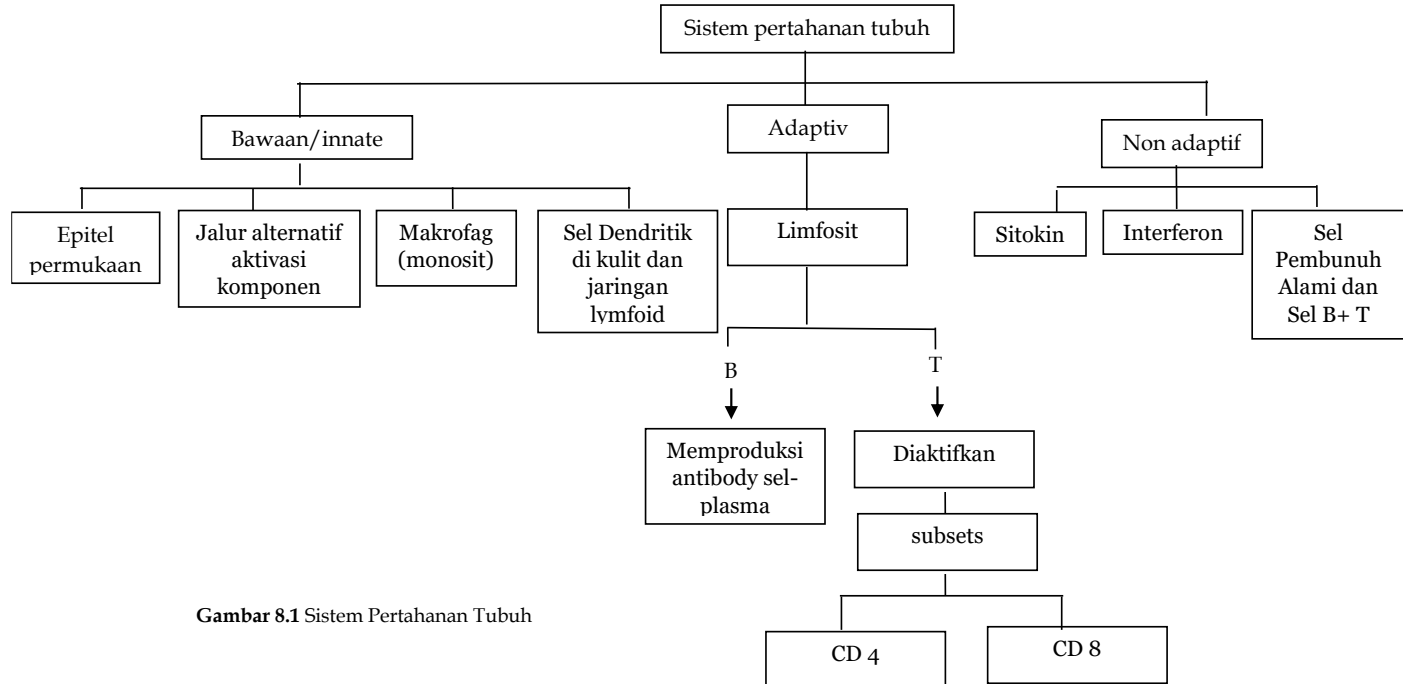 Sistem pertahanan tubuh
Bawaan/innate
Adaptiv
Non adaptif
Epitel
permukaan
Jalur alternatif
aktivasi
komponen
Makrofag
(monosit)
Sel Dendritik
di kulit dan
jaringan
lymfoid
Limfosit
Sitokin
Interferon
Sel
Pembunuh
Alami dan
Sel B+ T
B
T
Memproduksi
antibody sel-
plasma
Diaktifkan
subsets
CD 4
CD 8
Gambar 8.1 Sistem Pertahanan Tubuh